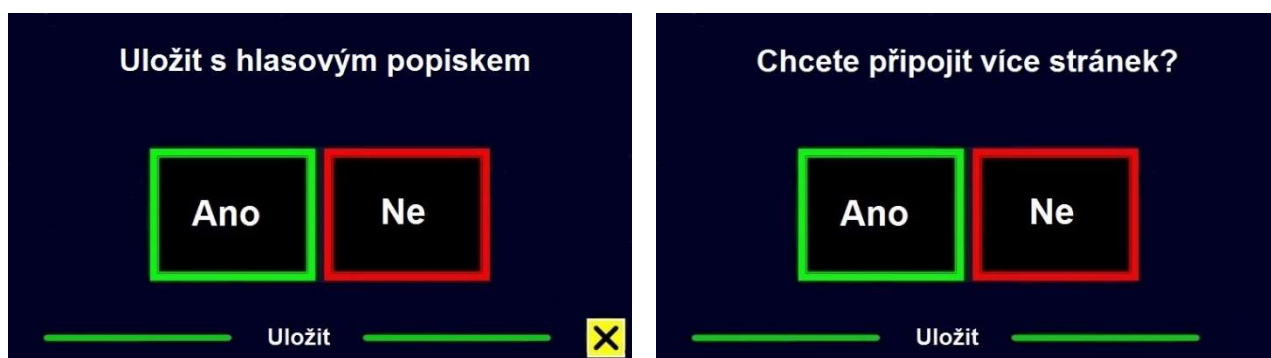 Uložit s hlasovým popiskem
Ano
Ne
Uložit
Chcete připojit více stránek?
Ano
Ne
Uložit